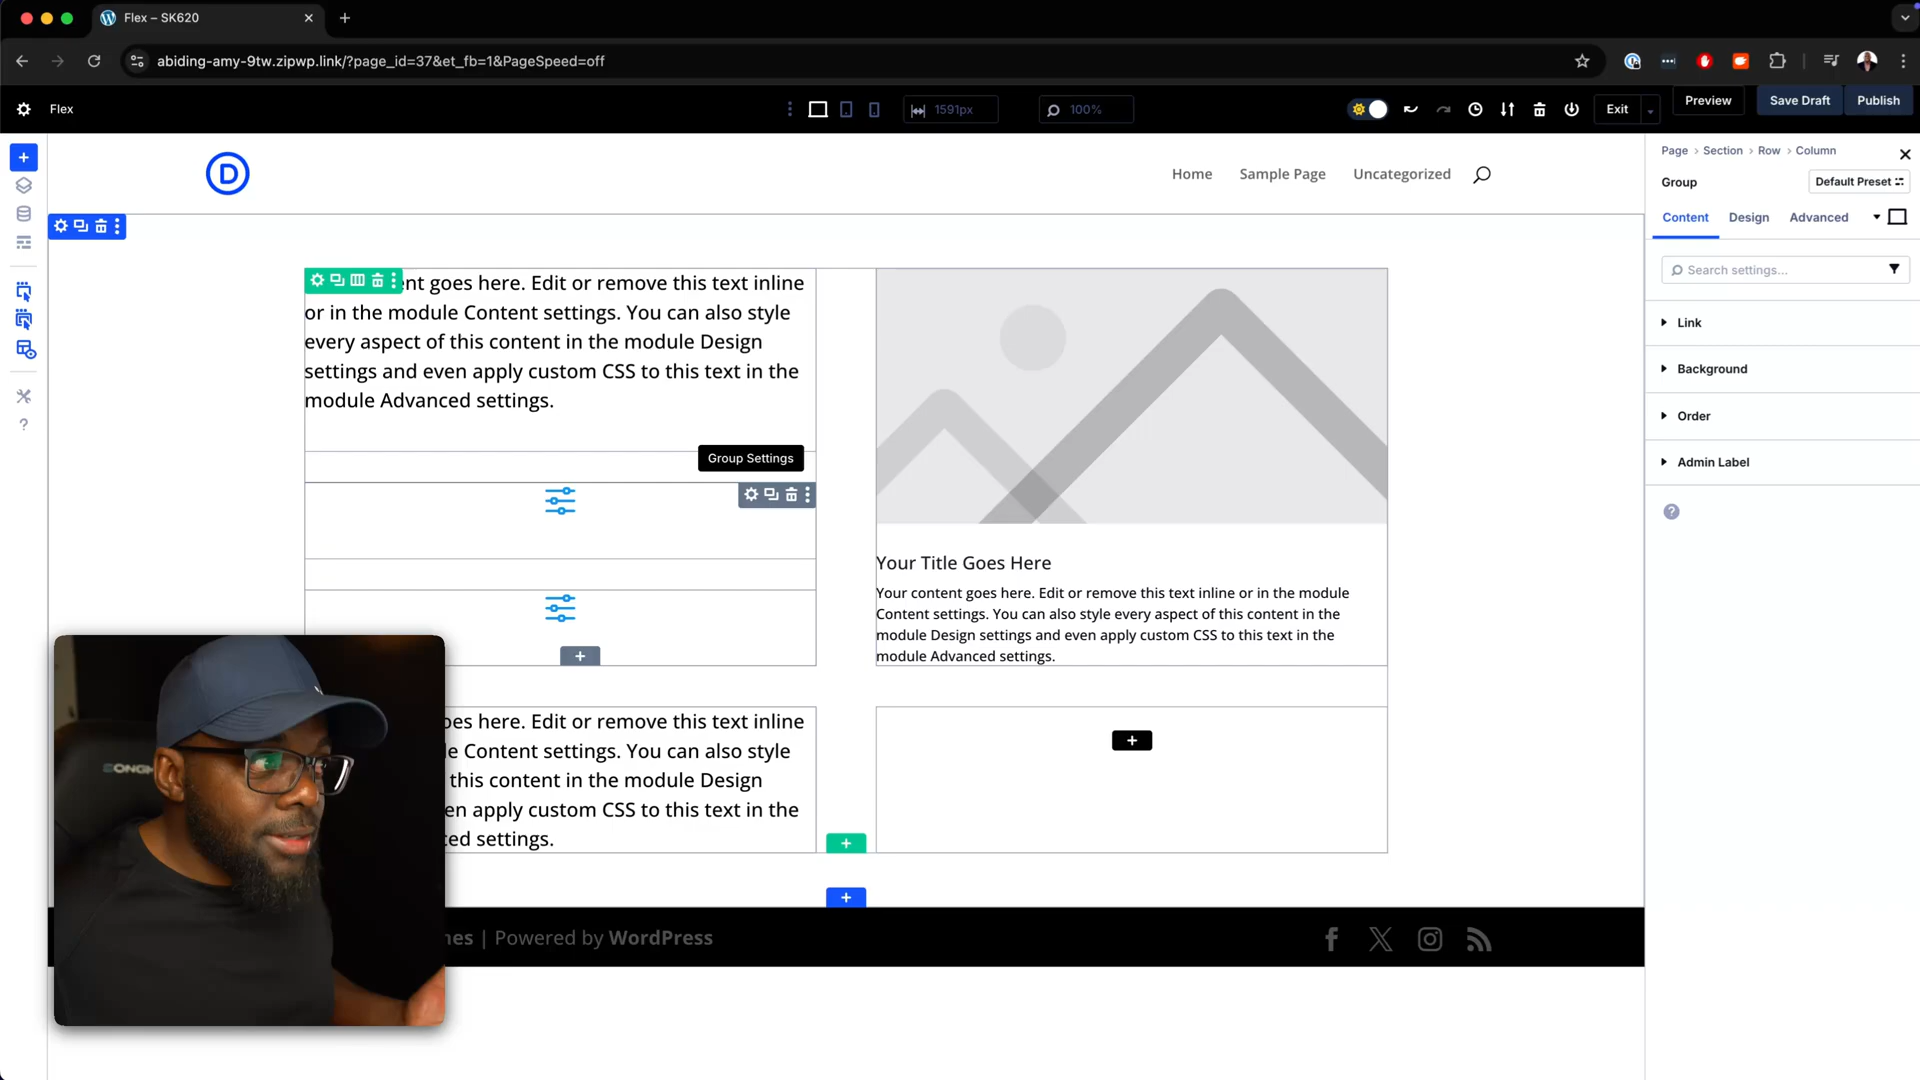 Flex – SK620
abiding-amy-9tw.zipwp.link/?page_id=37&et_fb=1&PageSpeed=off
Flex
1591px
100%
Exit
Preview
Save Draft
Publish
D
Home
Sample Page
Uncategorized
Page > Section > Row > Column
Group
Default Preset
Content
Design
Advanced
Search settings...
Link
Background
Order
Admin Label
?
?
ent goes here. Edit or remove this text inline
or in the module Content settings. You can also style
every aspect of this content in the module Design
settings and even apply custom CSS to this text in the
module Advanced settings.
Group Settings
Your Title Goes Here
Your content goes here. Edit or remove this text inline or in the module
Content settings. You can also style every aspect of this content in the
module Design settings and even apply custom CSS to this text in the
module Advanced settings.
oes here. Edit or remove this text inline
le Content settings. You can also style
this content in the module Design
en apply custom CSS to this text in the
ced settings.
mes | Powered by WordPress